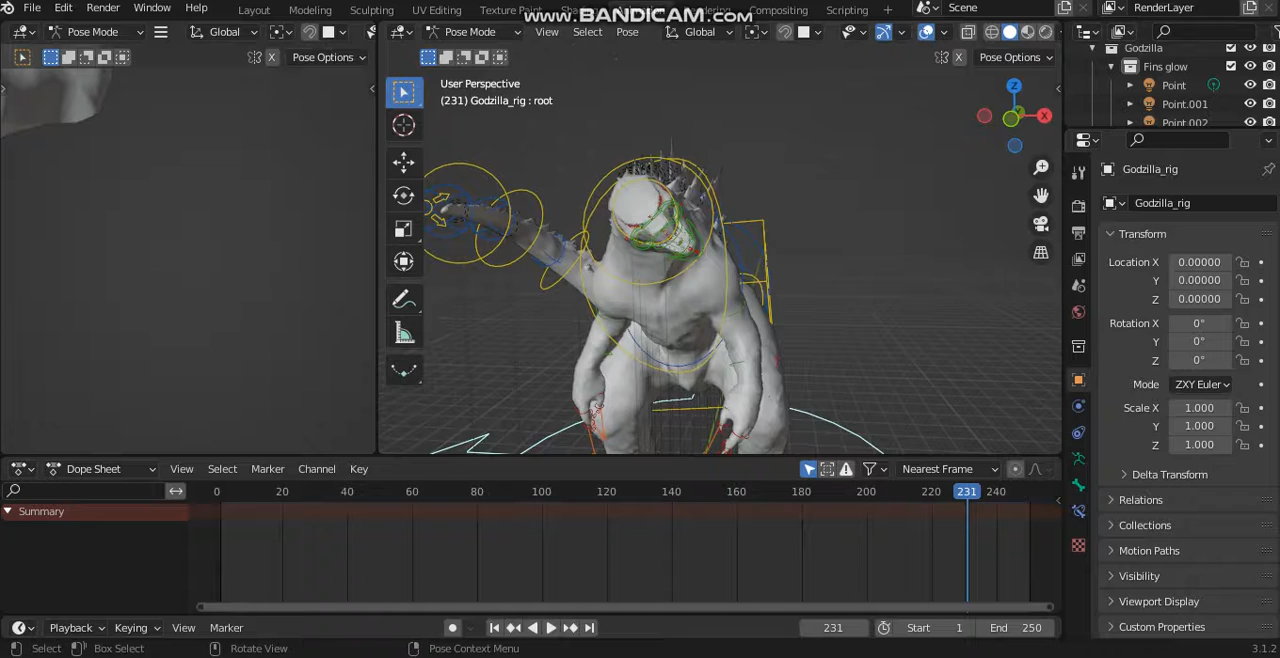 File Edit Render Window Help Layout Modeling Sculpting UV Editing Texture Paint Compositing Scripting Scene RenderLayer
www.BANDICAM.com
Pose Mode Global Pose Mode View Select Pose Global
X Pose Options X Pose Options
Godzilla
Fins glow
Point
Point.001
Point.002
User Perspective
(231) Godzilla_rig : root
Z
X
Godzilla_rig
Godzilla_rig
Transform
Location X 0.00000
Y 0.00000
Z 0.00000
Rotation X 0°
Y 0°
Z 0°
Mode ZXY Euler
Scale X 1.000
Y 1.000
Z 1.000
Delta Transform
Relations
Collections
Motion Paths
Visibility
Viewport Display
Custom Properties
Dope Sheet View Select Marker Channel Key Nearest Frame
0 20 40 60 80 100 120 140 160 180 200 220 231 240
Summary
Playback Keying View Marker 231 Start 1 End 250
Select Box Select Rotate View Pose Context Menu 3.1.2